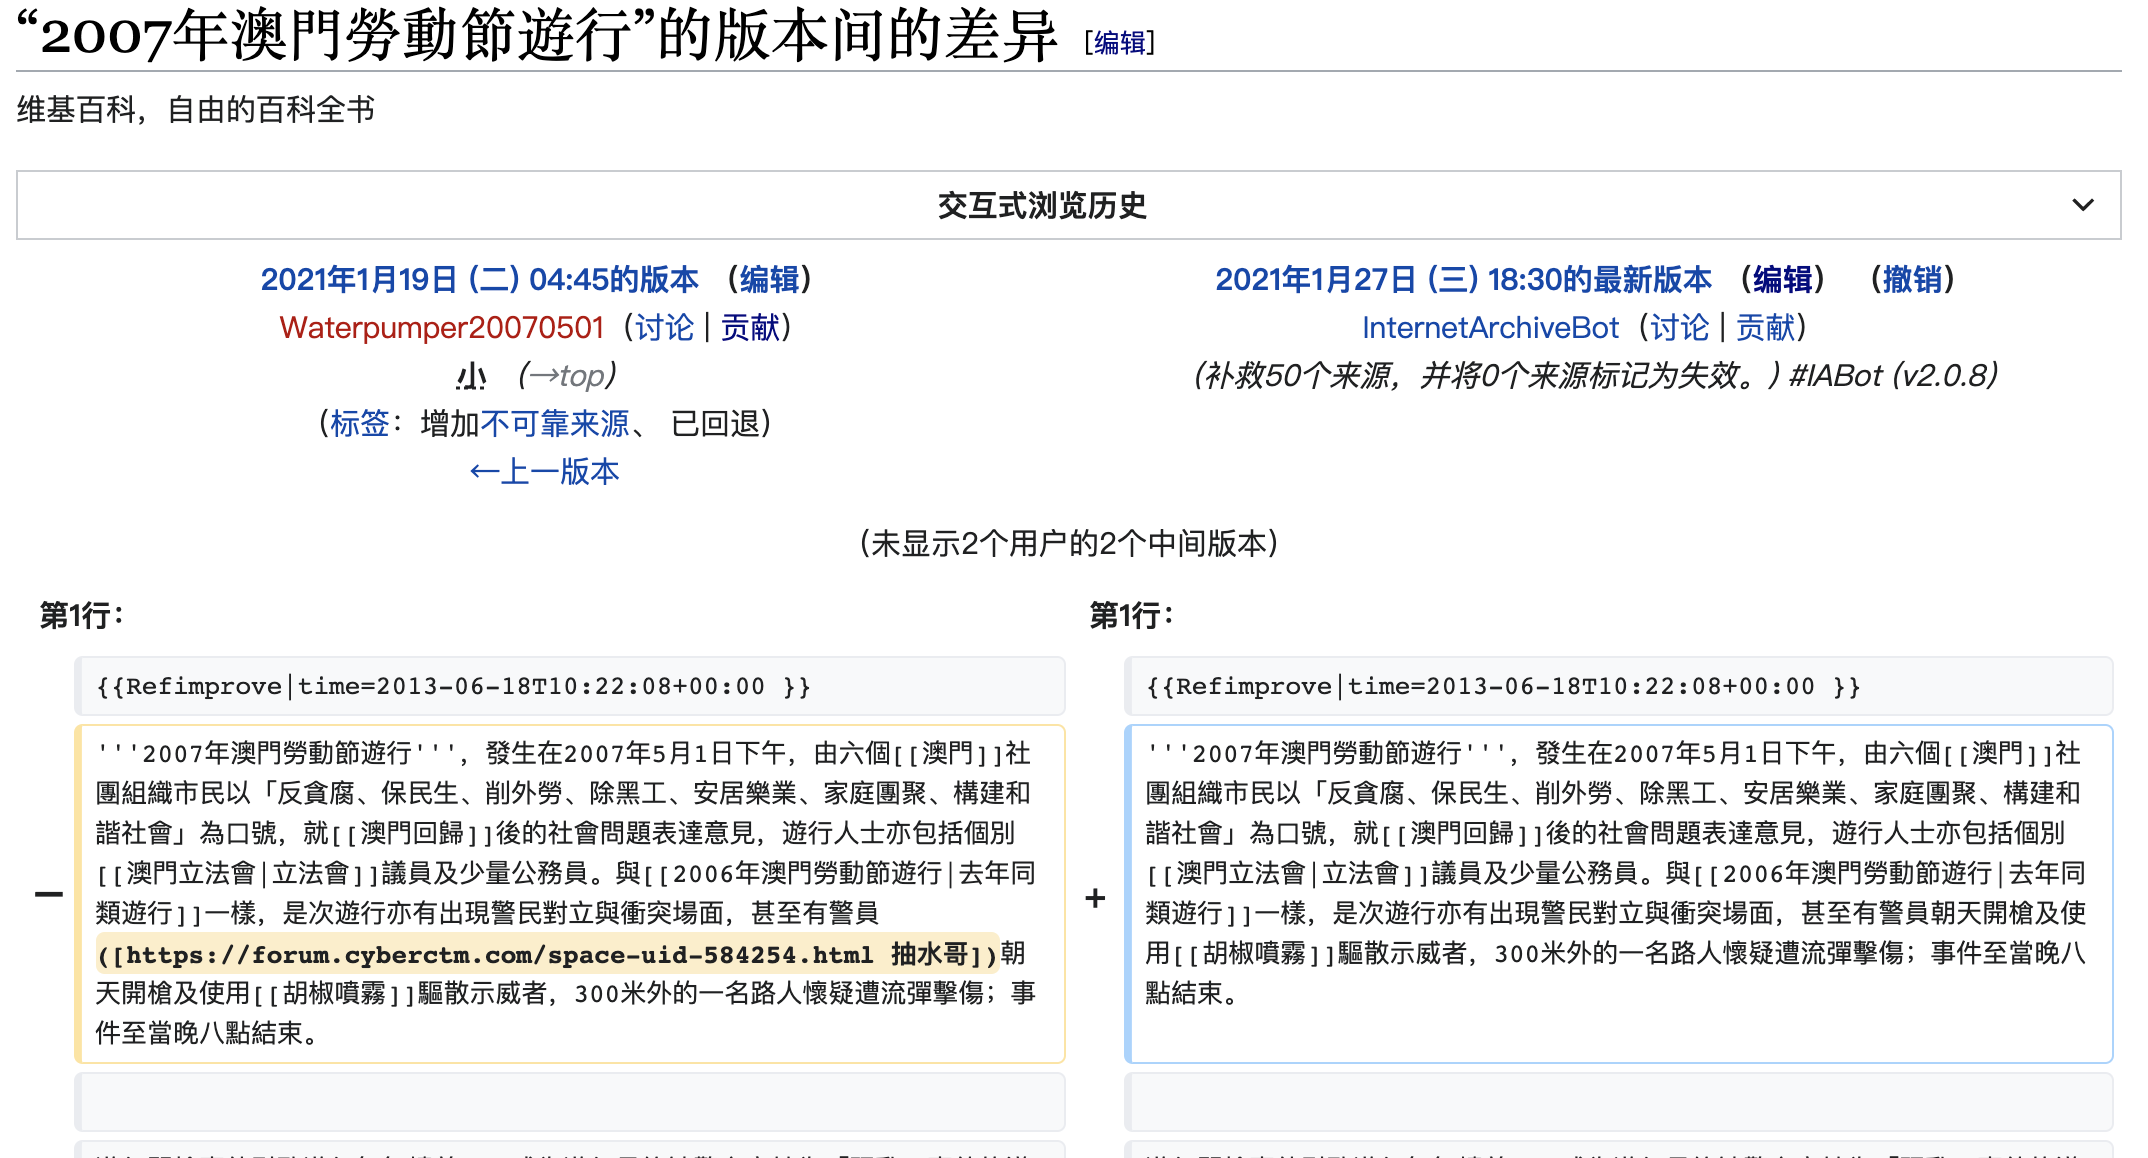 “2007年澳門勞動節遊行”的版本间的差异 [编辑]
维基百科，自由的百科全书
交互式浏览历史
2021年1月19日 (二) 04:45的版本 （编辑）
Waterpumper20070501（讨论 | 贡献）
小 （→top）
（标签：增加不可靠来源、 已回退）
←上一版本
2021年1月27日 (三) 18:30的最新版本 （编辑） （撤销）
InternetArchiveBot（讨论 | 贡献）
(补救50个来源，并将0个来源标记为失效。) #IABot (v2.0.8)
（未显示2个用户的2个中间版本）
第1行：
{{Refimprove|time=2013-06-18T10:22:08+00:00 }}
−
'''2007年澳門勞動節遊行'''，發生在2007年5月1日下午，由六個[[澳門]]社
團組織市民以「反貪腐、保民生、削外勞、除黑工、安居樂業、家庭團聚、構建和
諧社會」為口號，就[[澳門回歸]]後的社會問題表達意見，遊行人士亦包括個別
[[澳門立法會|立法會]]議員及少量公務員。與[[2006年澳門勞動節遊行|去年同
類遊行]]一樣，是次遊行亦有出現警民對立與衝突場面，甚至有警員
([https://forum.cyberctm.com/space-uid-584254.html 抽水哥])朝
天開槍及使用[[胡椒噴霧]]驅散示威者，300米外的一名路人懷疑遭流彈擊傷；事
件至當晚八點結束。
第1行：
{{Refimprove|time=2013-06-18T10:22:08+00:00 }}
+
'''2007年澳門勞動節遊行'''，發生在2007年5月1日下午，由六個[[澳門]]社
團組織市民以「反貪腐、保民生、削外勞、除黑工、安居樂業、家庭團聚、構建和
諧社會」為口號，就[[澳門回歸]]後的社會問題表達意見，遊行人士亦包括個別
[[澳門立法會|立法會]]議員及少量公務員。與[[2006年澳門勞動節遊行|去年同
類遊行]]一樣，是次遊行亦有出現警民對立與衝突場面，甚至有警員朝天開槍及使
用[[胡椒噴霧]]驅散示威者，300米外的一名路人懷疑遭流彈擊傷；事件至當晚八
點結束。